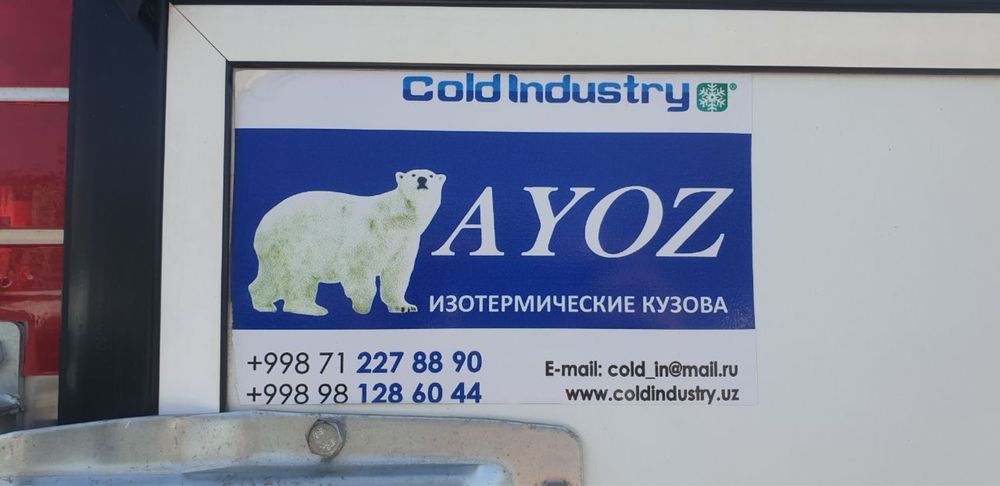 Cold Industry ®
AYOZ
ИЗОТЕРМИЧЕСКИЕ КУЗОВА
+998 71 227 88 90
+998 98 128 60 44
E-mail: cold_in@mail.ru
www.coldindustry.uz